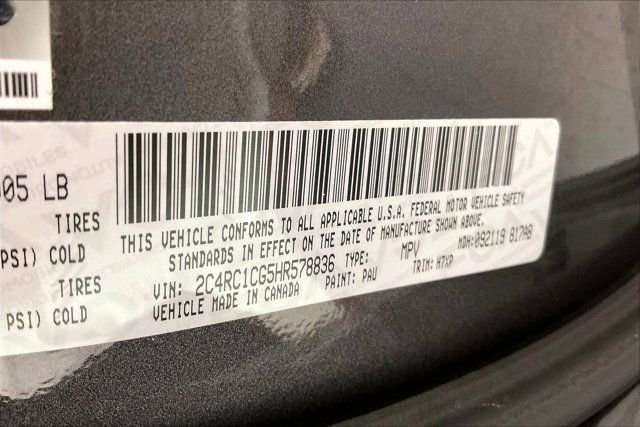 005 LB
TIRES
PSI) COLD
TIRES
PSI) COLD
THIS VEHICLE CONFORMS TO ALL APPLICABLE U.S.A. FEDERAL MOTOR VEHICLE SAFETY
STANDARDS IN EFFECT ON THE DATE OF MANUFACTURE SHOWN ABOVE.
VIN: 2C4RC1CG5HR578836 TYPE: MPV MDH:092119 817AB
VEHICLE MADE IN CANADA PAINT: PAU TRIM: H7XP